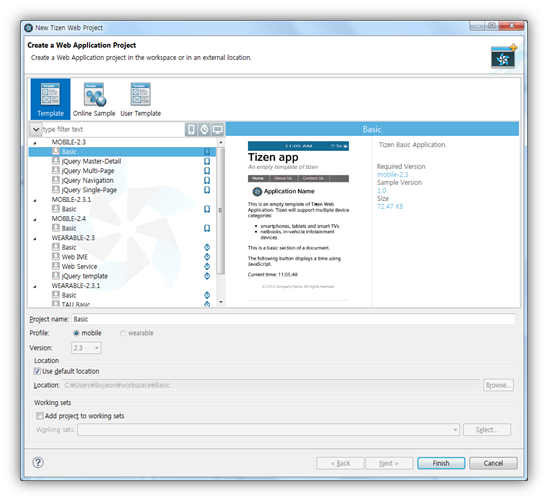 New Tizen Web Project
Create a Web Application Project
Create a Web Application project in the workspace or in an external location.
Template
Online Sample
User Template
type filter text
MOBILE-2.3
Basic
jQuery Master-Detail
jQuery Multi-Page
jQuery Navigation
jQuery Single-Page
MOBILE-2.3.1
Basic
MOBILE-2.4
Basic
WEARABLE-2.3
Basic
Web IME
Web Service
jQuery template
WEARABLE-2.3.1
Basic
TAU Basic
Basic
11:05 AM
Tizen app
An empty template of Tizen
Home
About Us
Contact Us
Application Name
This is an empty template of Tizen Web
Application. Tizen will support multiple device
categories:
smartphones, tablets and smart TVs
netbooks, in-vehicle infotainment
devices
This is a basic section of a document.
The following button displays a time using
JavaScript.
Current time: 11:05:48
© 2013 Company Name. All rights reserved.
Tizen Basic Application.
Required Version
mobile-2.3
Sample Version
1.0
Size
72.47 KB
Project name:
Basic
Profile:
mobile
wearable
Version:
2.3
Location
Use default location
Location:
C:₩Users₩Boyeon₩workspace₩Basic
Browse...
Working sets
Add project to working sets
Working sets:
Select...
?
< Back
Next >
Finish
Cancel